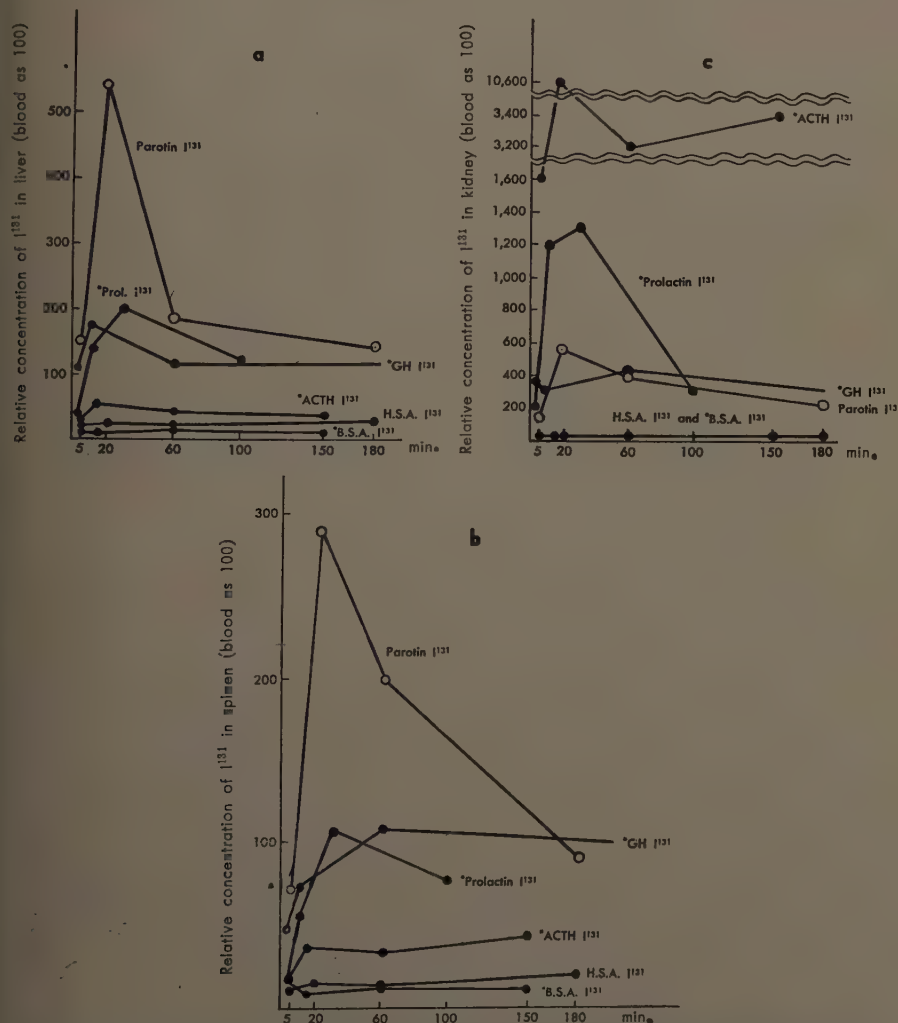 a
Relative concentration of I¹³¹ in liver (blood as 100)
500
300
200
100
Parotin I¹³¹
°Prol. I¹³¹
°GH I¹³¹
°ACTH I¹³¹
H.S.A. I¹³¹
°B.S.A. I¹³¹
5 20 60 100 150 180 min.
c
Relative concentration of I¹³¹ in kidney (blood as 100)
10,600
3,400
3,200
1,600
1,400
1,200
1,000
800
600
400
200
°ACTH I¹³¹
°Prolactin I¹³¹
°GH I¹³¹
Parotin I¹³¹
H.S.A. I¹³¹ and °B.S.A. I¹³¹
5 20 60 100 150 180 min.
b
Relative concentration of I¹³¹ in spleen (blood as 100)
300
200
100
Parotin I¹³¹
°GH I¹³¹
°Prolactin I¹³¹
°ACTH I¹³¹
H.S.A. I¹³¹
°B.S.A. I¹³¹
5 20 60 100 150 180 min.